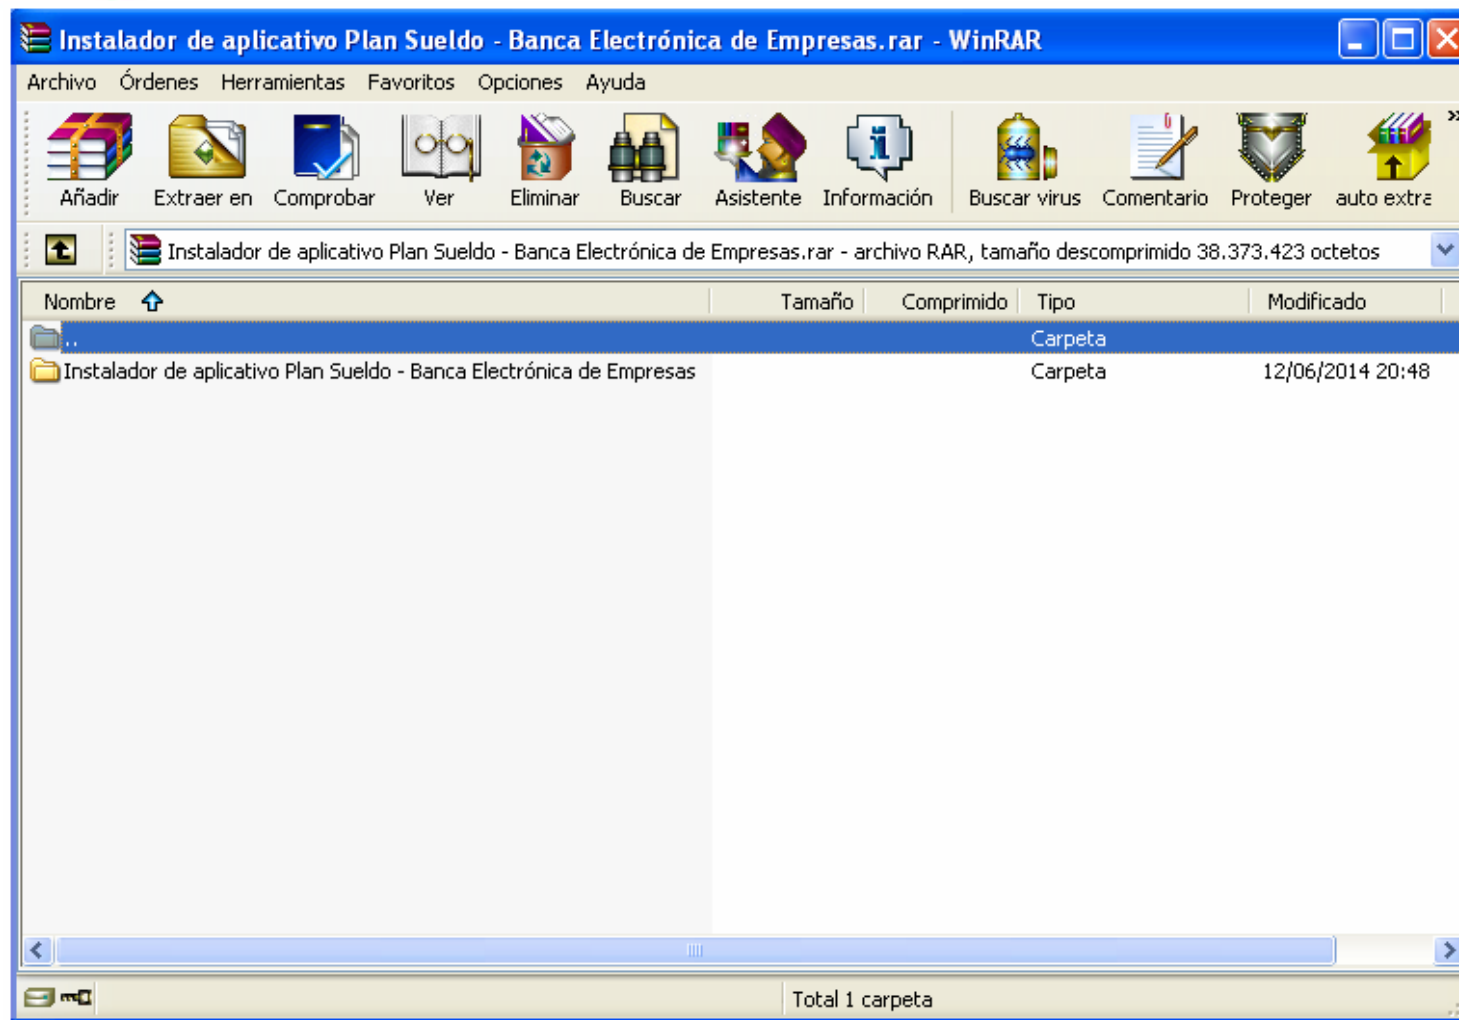 Instalador de aplicativo Plan Sueldo - Banca Electrónica de Empresas.rar - WinRAR
Archivo Órdenes Herramientas Favoritos Opciones Ayuda
Añadir Extraer en Comprobar Ver Eliminar Buscar Asistente Información Buscar virus Comentario Proteger auto extra
Instalador de aplicativo Plan Sueldo - Banca Electrónica de Empresas.rar - archivo RAR, tamaño descomprimido 38.373.423 octetos
Nombre Tamaño Comprimido Tipo Modificado
.. Carpeta
Instalador de aplicativo Plan Sueldo - Banca Electrónica de Empresas Carpeta 12/06/2014 20:48
Total 1 carpeta